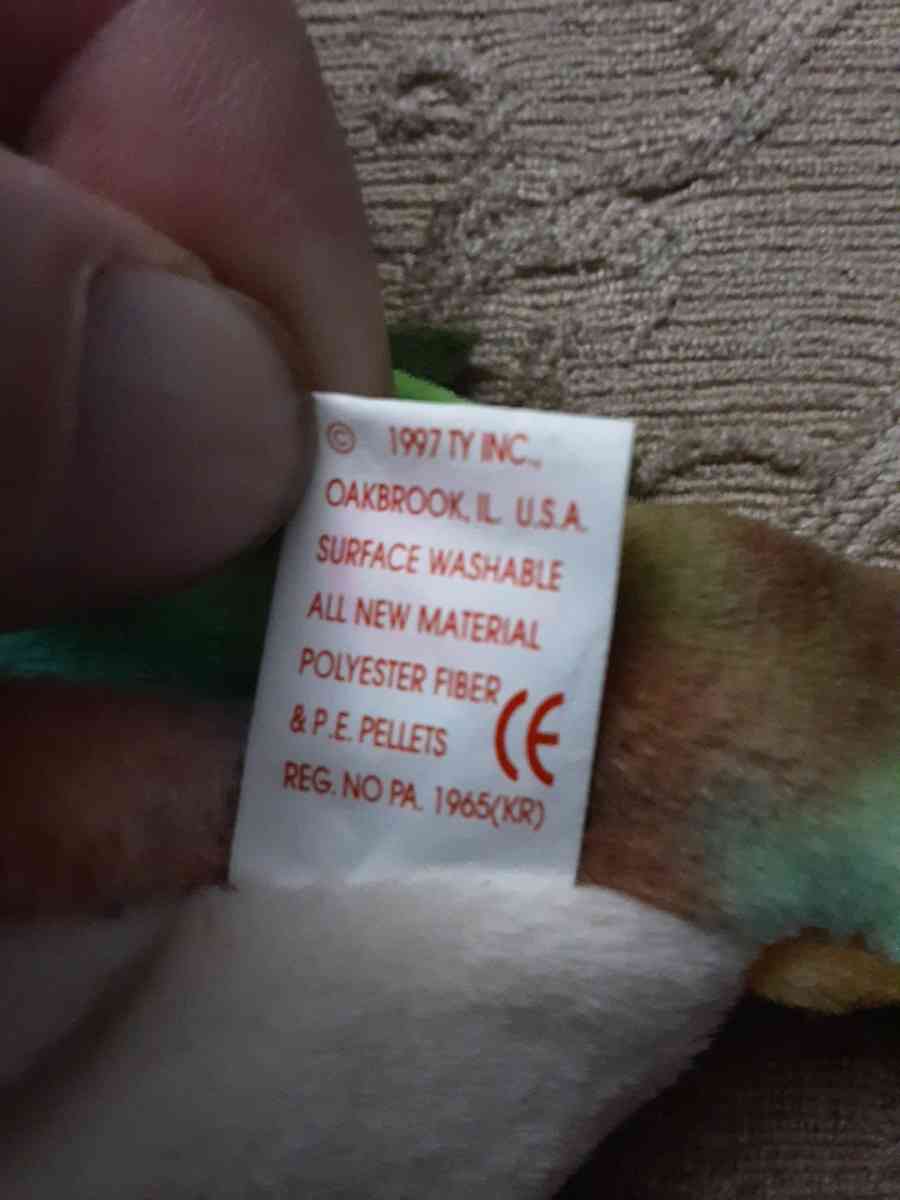 © 1997 TY INC.,
OAKBROOK, IL. U.S.A.
SURFACE WASHABLE
ALL NEW MATERIAL
POLYESTER FIBER
& P.E. PELLETS CE
REG. NO PA. 1965(KR)